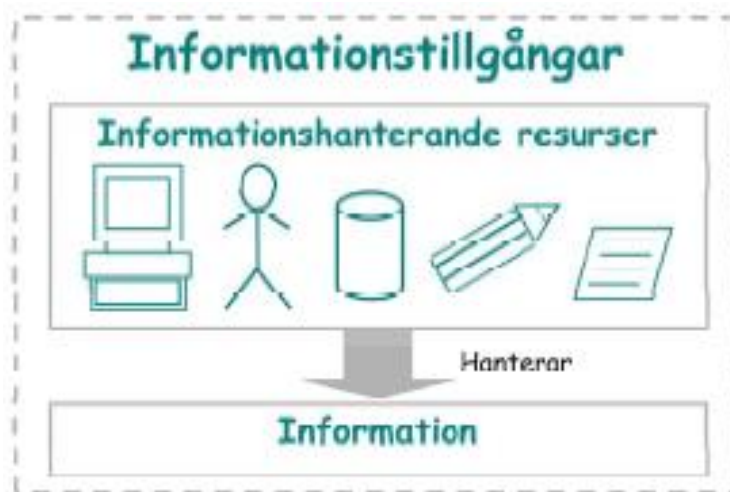 Informationstillgångar
Informationshanterande resurser
Hanterar
Information